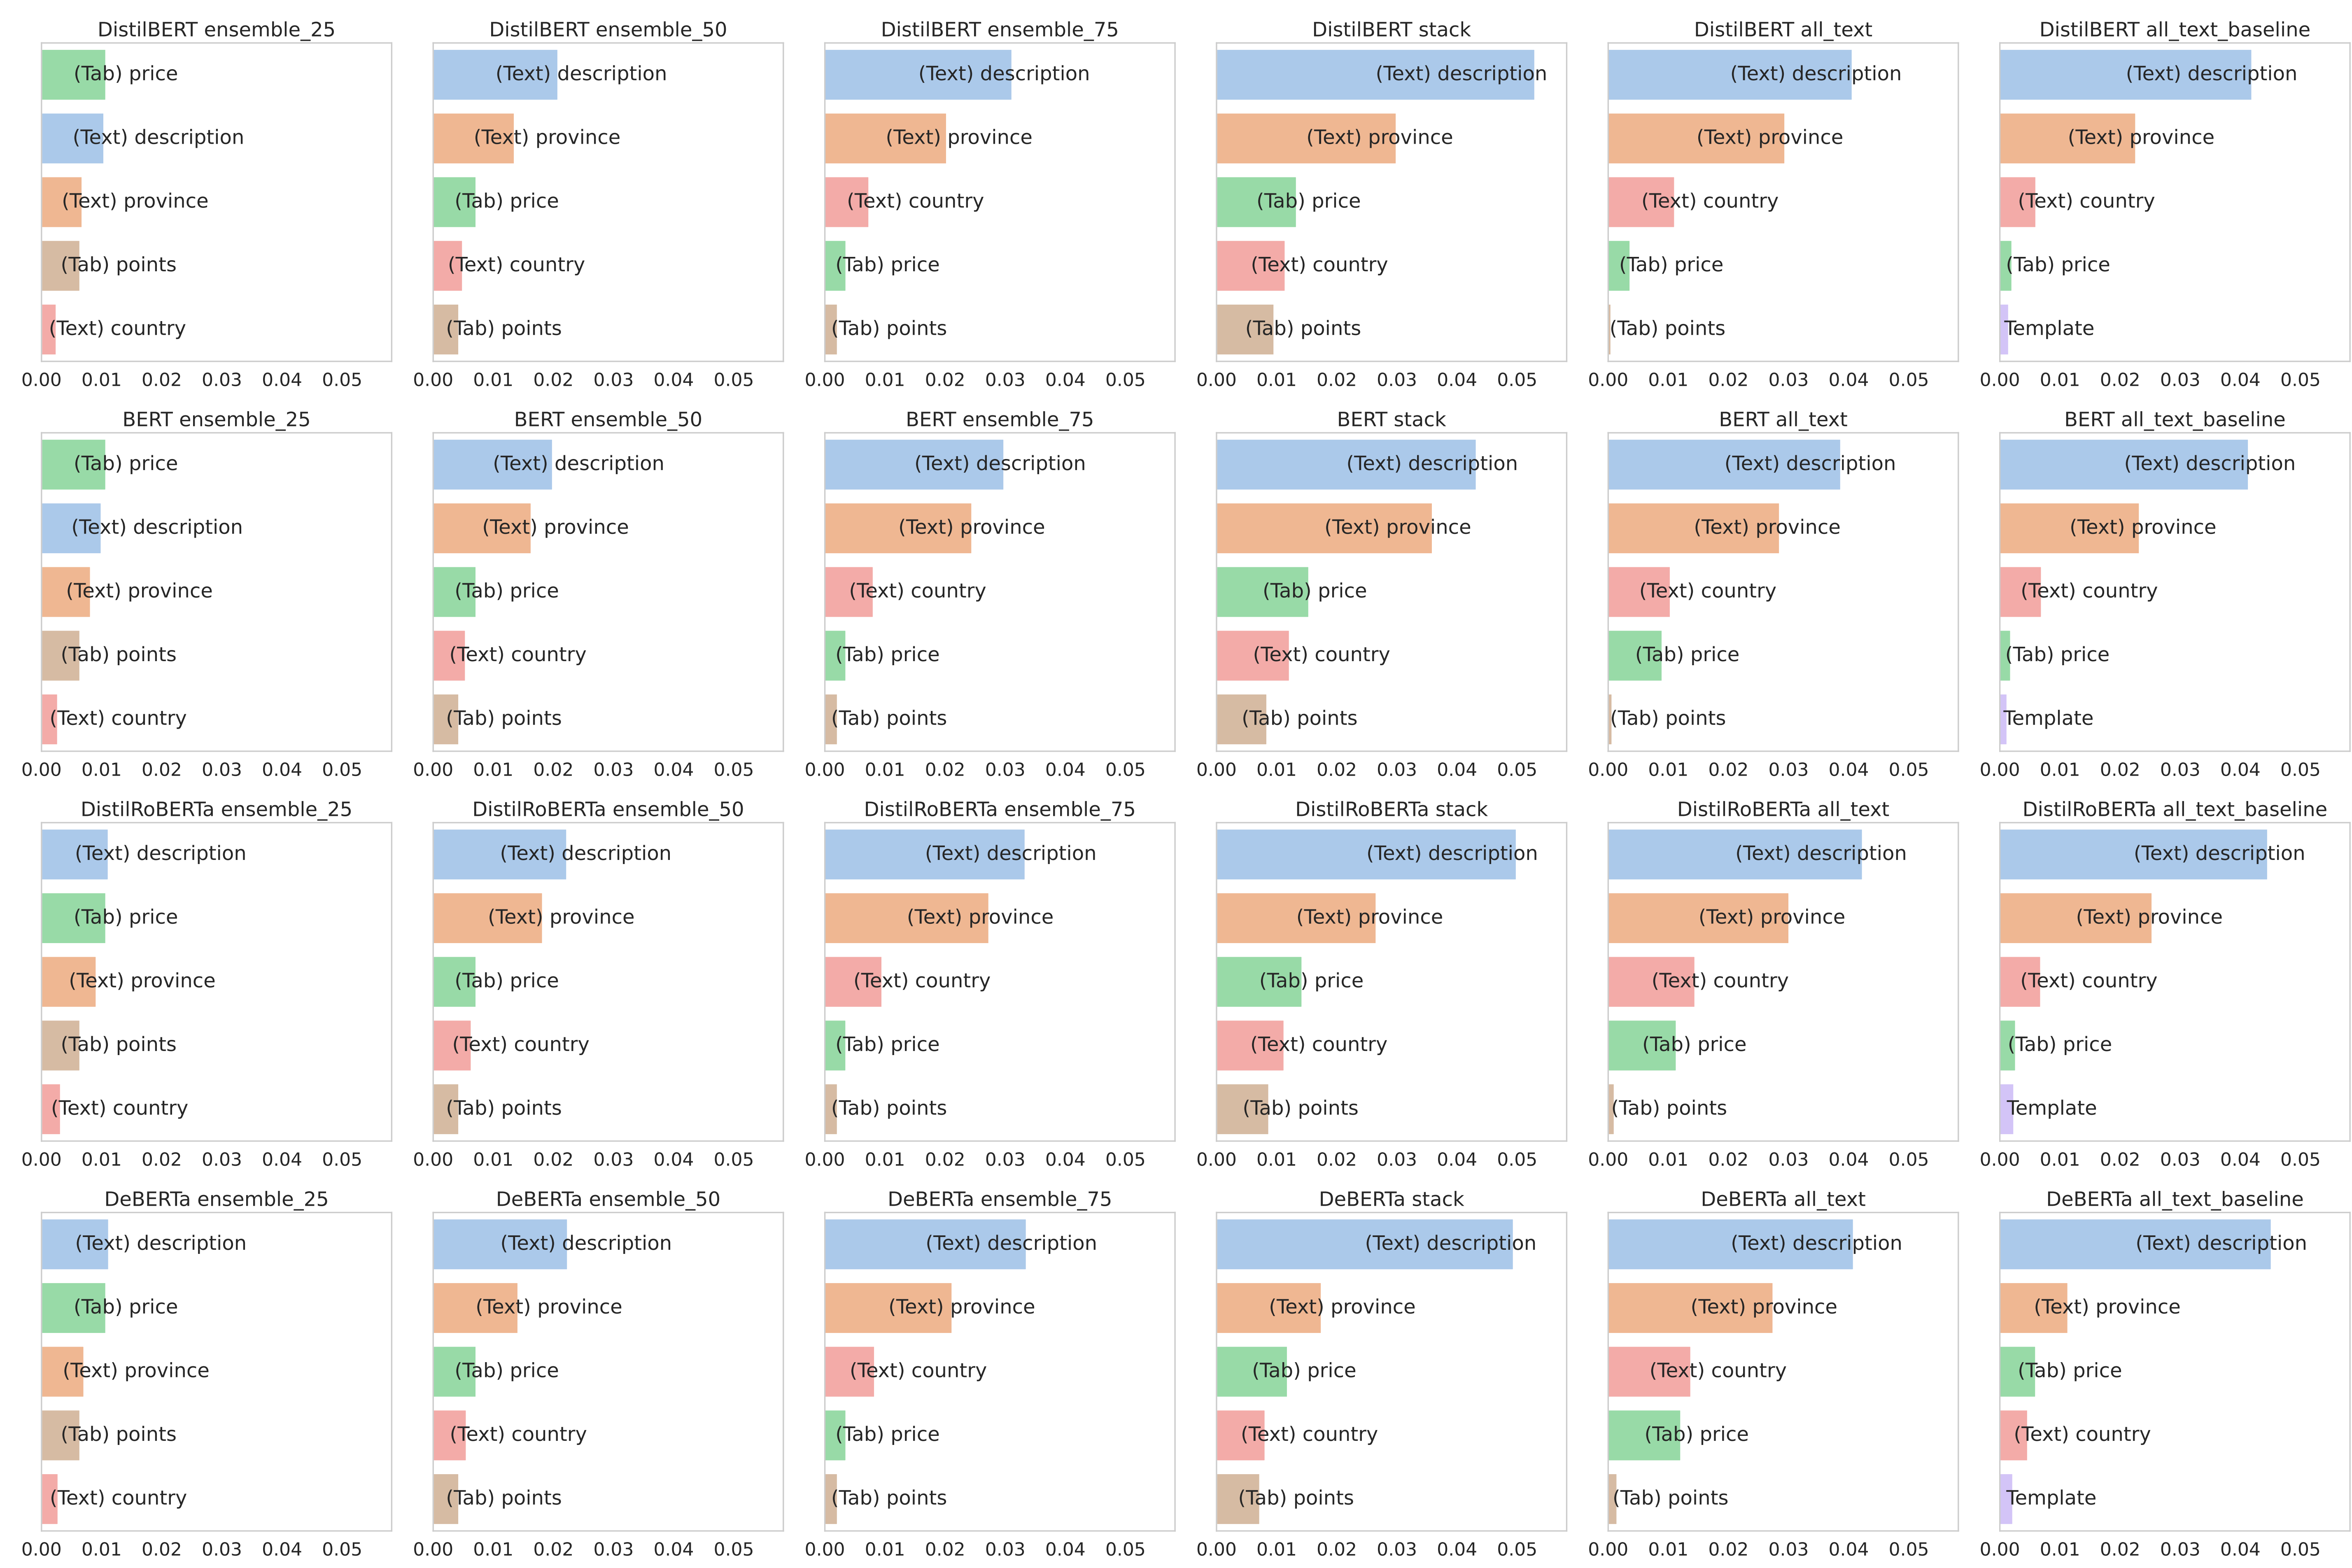 DistilBERT ensemble_25
(Tab) price
(Text) description
(Text) province
(Tab) points
(Text) country
0.00 0.01 0.02 0.03 0.04 0.05
DistilBERT ensemble_50
(Text) description
(Text) province
(Tab) price
(Text) country
(Tab) points
0.00 0.01 0.02 0.03 0.04 0.05
DistilBERT ensemble_75
(Text) description
(Text) province
(Text) country
(Tab) price
(Tab) points
0.00 0.01 0.02 0.03 0.04 0.05
DistilBERT stack
(Text) description
(Text) province
(Tab) price
(Text) country
(Tab) points
0.00 0.01 0.02 0.03 0.04 0.05
DistilBERT all_text
(Text) description
(Text) province
(Text) country
(Tab) price
(Tab) points
0.00 0.01 0.02 0.03 0.04 0.05
DistilBERT all_text_baseline
(Text) description
(Text) province
(Text) country
(Tab) price
Template
0.00 0.01 0.02 0.03 0.04 0.05
BERT ensemble_25
(Tab) price
(Text) description
(Text) province
(Tab) points
(Text) country
0.00 0.01 0.02 0.03 0.04 0.05
BERT ensemble_50
(Text) description
(Text) province
(Tab) price
(Text) country
(Tab) points
0.00 0.01 0.02 0.03 0.04 0.05
BERT ensemble_75
(Text) description
(Text) province
(Text) country
(Tab) price
(Tab) points
0.00 0.01 0.02 0.03 0.04 0.05
BERT stack
(Text) description
(Text) province
(Tab) price
(Text) country
(Tab) points
0.00 0.01 0.02 0.03 0.04 0.05
BERT all_text
(Text) description
(Text) province
(Text) country
(Tab) price
(Tab) points
0.00 0.01 0.02 0.03 0.04 0.05
BERT all_text_baseline
(Text) description
(Text) province
(Text) country
(Tab) price
Template
0.00 0.01 0.02 0.03 0.04 0.05
DistilRoBERTa ensemble_25
(Text) description
(Tab) price
(Text) province
(Tab) points
(Text) country
0.00 0.01 0.02 0.03 0.04 0.05
DistilRoBERTa ensemble_50
(Text) description
(Text) province
(Tab) price
(Text) country
(Tab) points
0.00 0.01 0.02 0.03 0.04 0.05
DistilRoBERTa ensemble_75
(Text) description
(Text) province
(Text) country
(Tab) price
(Tab) points
0.00 0.01 0.02 0.03 0.04 0.05
DistilRoBERTa stack
(Text) description
(Text) province
(Tab) price
(Text) country
(Tab) points
0.00 0.01 0.02 0.03 0.04 0.05
DistilRoBERTa all_text
(Text) description
(Text) province
(Text) country
(Tab) price
(Tab) points
0.00 0.01 0.02 0.03 0.04 0.05
DistilRoBERTa all_text_baseline
(Text) description
(Text) province
(Text) country
(Tab) price
Template
0.00 0.01 0.02 0.03 0.04 0.05
DeBERTa ensemble_25
(Text) description
(Tab) price
(Text) province
(Tab) points
(Text) country
0.00 0.01 0.02 0.03 0.04 0.05
DeBERTa ensemble_50
(Text) description
(Text) province
(Tab) price
(Text) country
(Tab) points
0.00 0.01 0.02 0.03 0.04 0.05
DeBERTa ensemble_75
(Text) description
(Text) province
(Text) country
(Tab) price
(Tab) points
0.00 0.01 0.02 0.03 0.04 0.05
DeBERTa stack
(Text) description
(Text) province
(Tab) price
(Text) country
(Tab) points
0.00 0.01 0.02 0.03 0.04 0.05
DeBERTa all_text
(Text) description
(Text) province
(Text) country
(Tab) price
(Tab) points
0.00 0.01 0.02 0.03 0.04 0.05
DeBERTa all_text_baseline
(Text) description
(Text) province
(Tab) price
(Text) country
Template
0.00 0.01 0.02 0.03 0.04 0.05